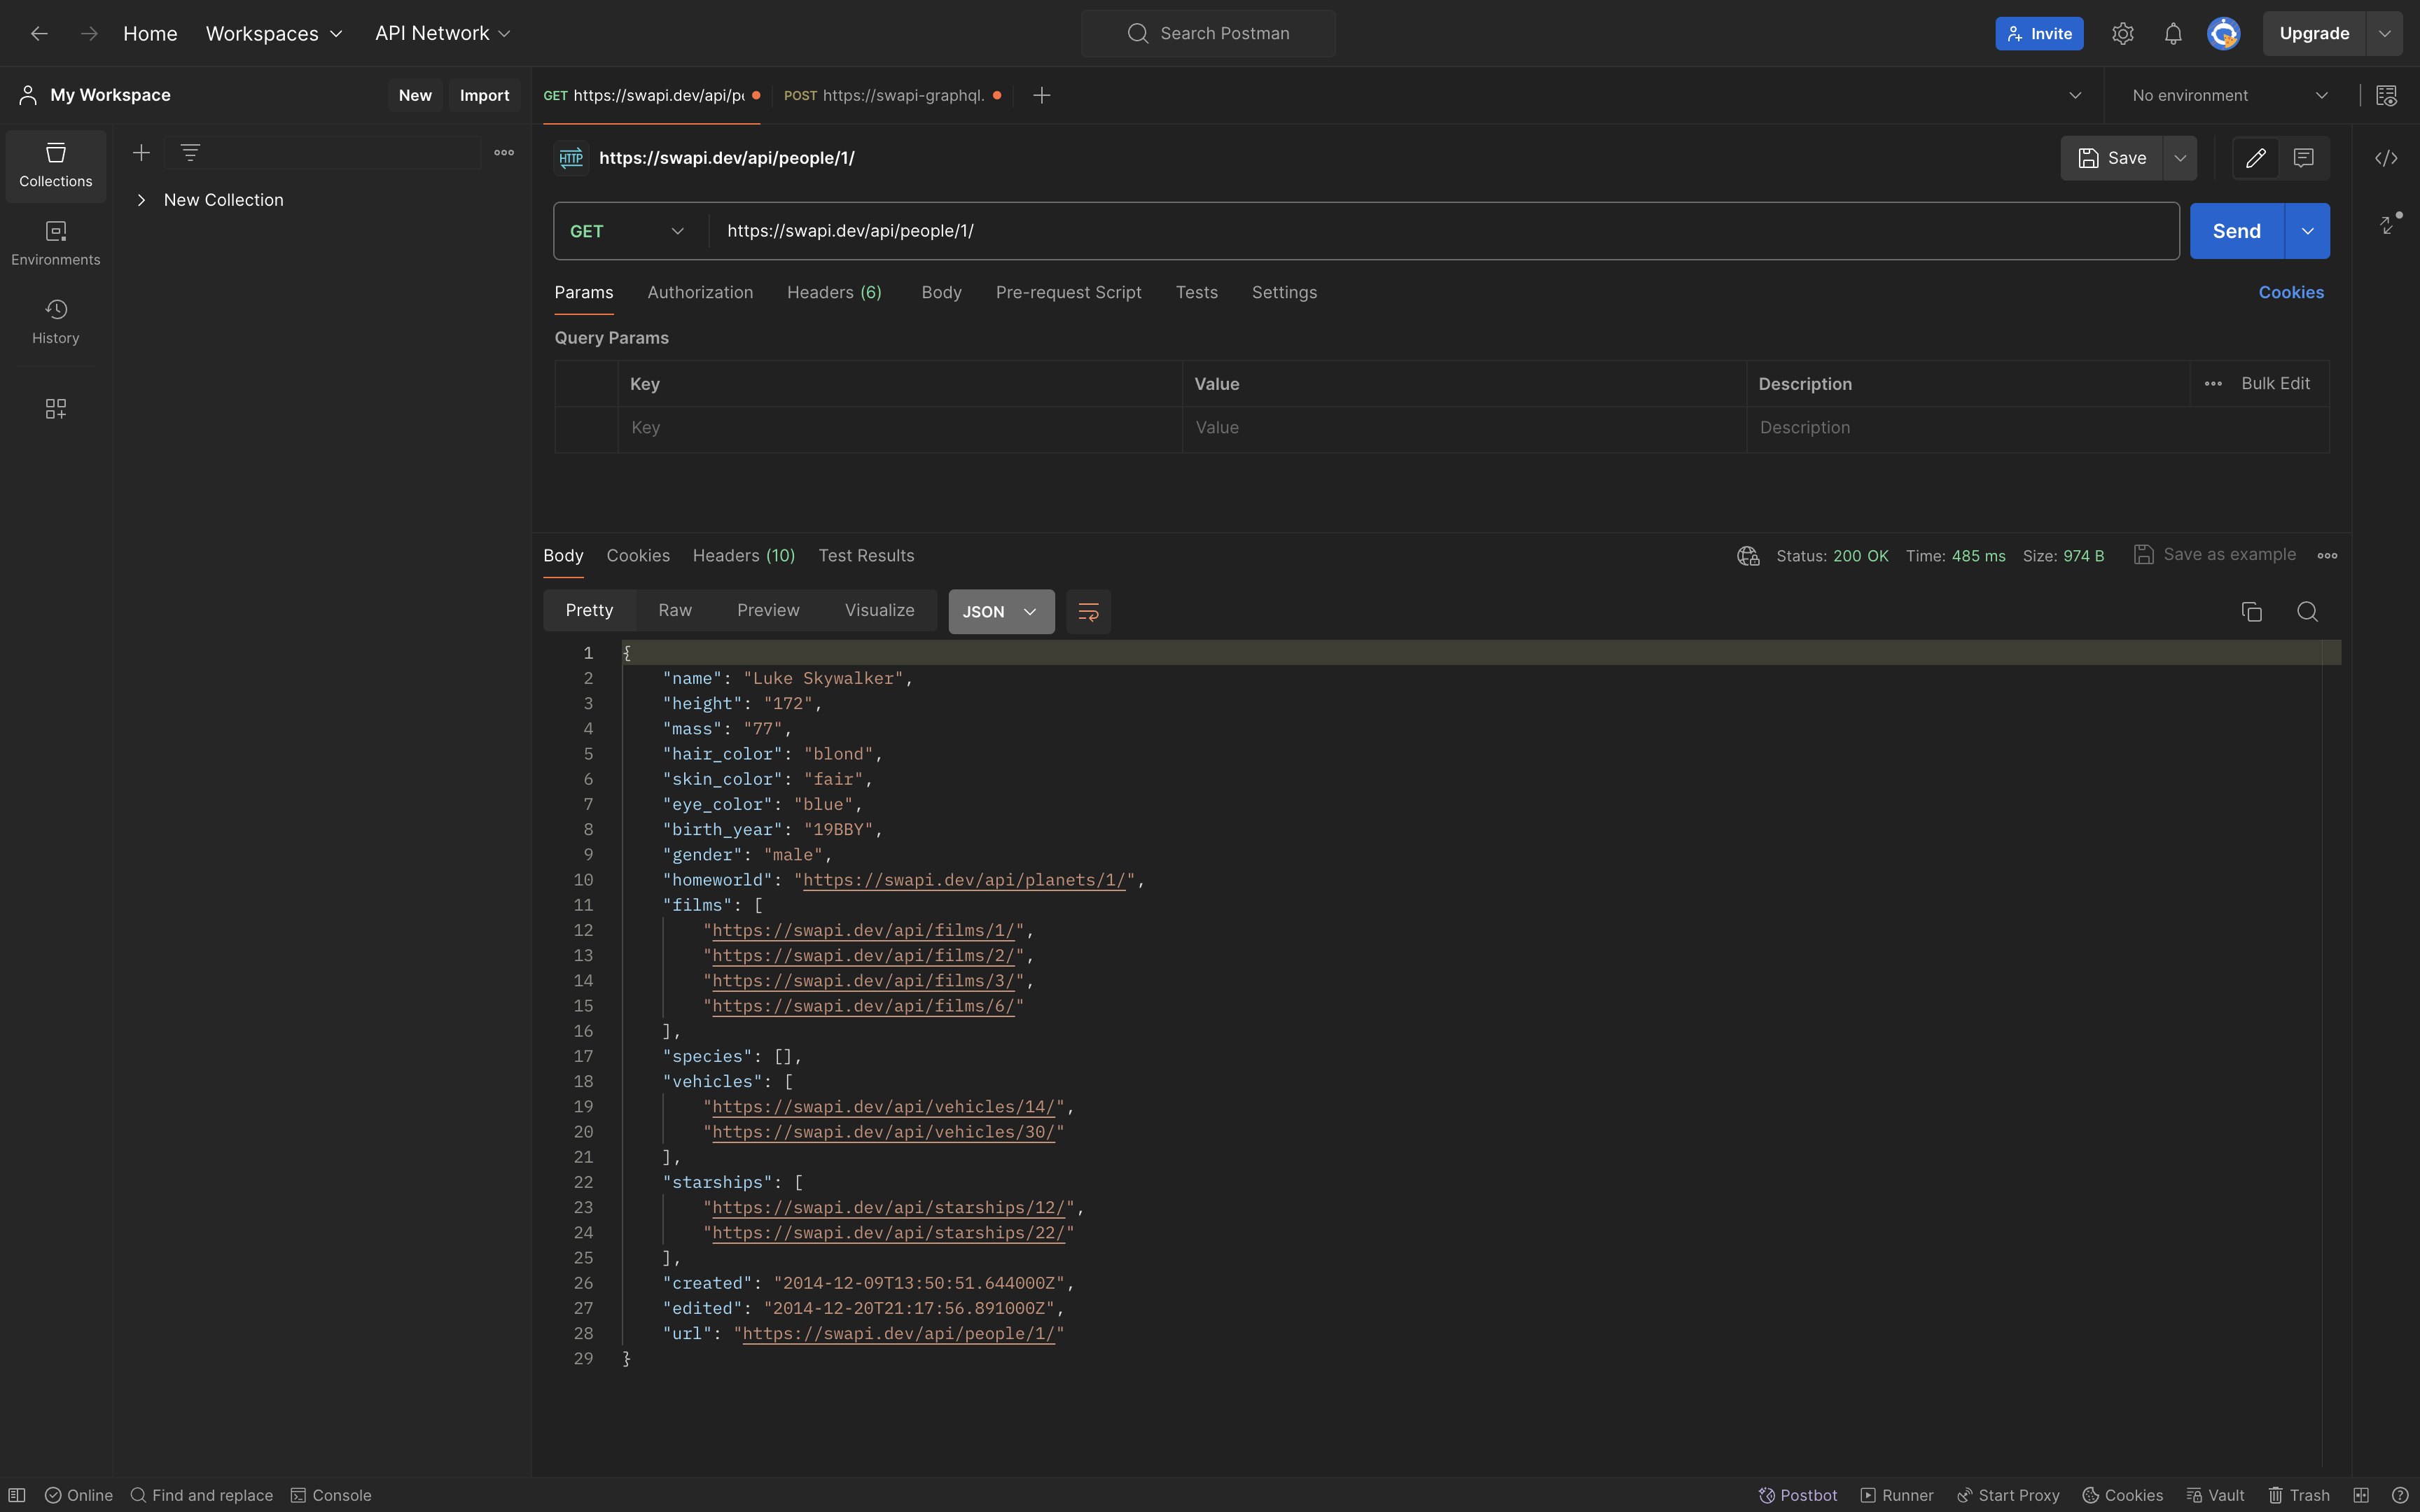 Home Workspaces API Network Search Postman Invite Upgrade
My Workspace New Import GET https://swapi.dev/api/p POST https://swapi-graphql. No environment
Collections
Environments
History
New Collection
HTTP https://swapi.dev/api/people/1/ Save
GET https://swapi.dev/api/people/1/ Send
Params Authorization Headers (6) Body Pre-request Script Tests Settings Cookies
Query Params
Key Value Description Bulk Edit
Key Value Description
Body Cookies Headers (10) Test Results Status: 200 OK Time: 485 ms Size: 974 B Save as example
Pretty Raw Preview Visualize JSON
1 {
2 "name": "Luke Skywalker",
3 "height": "172",
4 "mass": "77",
5 "hair_color": "blond",
6 "skin_color": "fair",
7 "eye_color": "blue",
8 "birth_year": "19BBY",
9 "gender": "male",
10 "homeworld": "https://swapi.dev/api/planets/1/",
11 "films": [
12 "https://swapi.dev/api/films/1/",
13 "https://swapi.dev/api/films/2/",
14 "https://swapi.dev/api/films/3/",
15 "https://swapi.dev/api/films/6/"
16 ],
17 "species": [],
18 "vehicles": [
19 "https://swapi.dev/api/vehicles/14/",
20 "https://swapi.dev/api/vehicles/30/"
21 ],
22 "starships": [
23 "https://swapi.dev/api/starships/12/",
24 "https://swapi.dev/api/starships/22/"
25 ],
26 "created": "2014-12-09T13:50:51.644000Z",
27 "edited": "2014-12-20T21:17:56.891000Z",
28 "url": "https://swapi.dev/api/people/1/"
29 }
Online Find and replace Console Postbot Runner Start Proxy Cookies Vault Trash